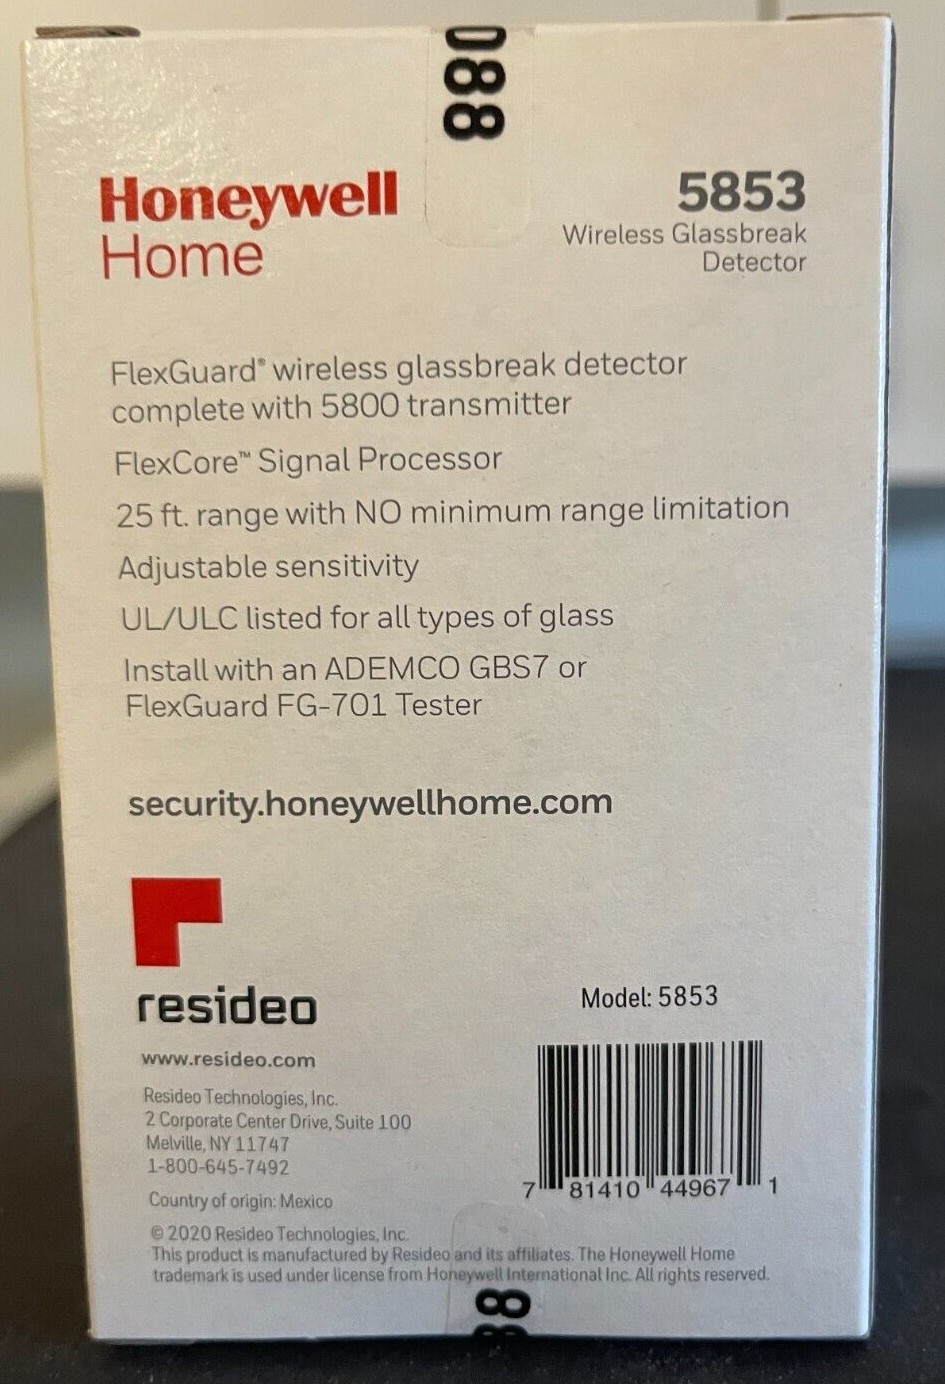 088
Honeywell
Home
5853
Wireless Glassbreak
Detector
FlexGuard® wireless glassbreak detector
complete with 5800 transmitter
FlexCore™ Signal Processor
25 ft. range with NO minimum range limitation
Adjustable sensitivity
UL/ULC listed for all types of glass
Install with an ADEMCO GBS7 or
FlexGuard FG-701 Tester
security.honeywellhome.com
resideo
www.resideo.com
Resideo Technologies, Inc.
2 Corporate Center Drive, Suite 100
Melville, NY 11747
1-800-645-7492
Country of origin: Mexico
Model: 5853
7 81410 44967 1
© 2020 Resideo Technologies, Inc.
This product is manufactured by Resideo and its affiliates. The Honeywell Home
trademark is used under license from Honeywell International Inc. All rights reserved.
88